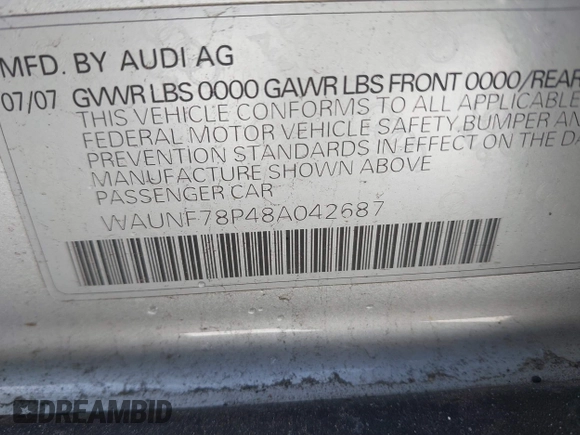 MFD. BY AUDI AG
07/07 GVWR LBS 0000 GAWR LBS FRONT 0000/REAR
THIS VEHICLE CONFORMS TO ALL APPLICABLE
FEDERAL MOTOR VEHICLE SAFETY, BUMPER AN
PREVENTION STANDARDS IN EFFECT ON THE DA
MANUFACTURE SHOWN ABOVE
PASSENGER CAR
WAUNF78P48A042687
DREAMBID